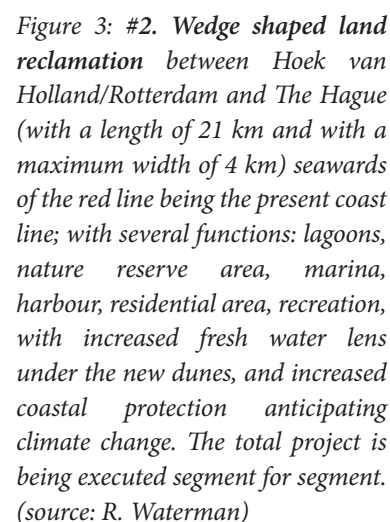 Figure 3: #2. Wedge shaped land
reclamation between Hoek van
Holland/Rotterdam and The Hague
(with a length of 21 km and with a
maximum width of 4 km) seawards
of the red line being the present coast
line; with several functions: lagoons,
nature reserve area, marina,
harbour, residential area, recreation,
with increased fresh water lens
under the new dunes, and increased
coastal protection anticipating
climate change. The total project is
being executed segment for segment.
(source: R. Waterman)